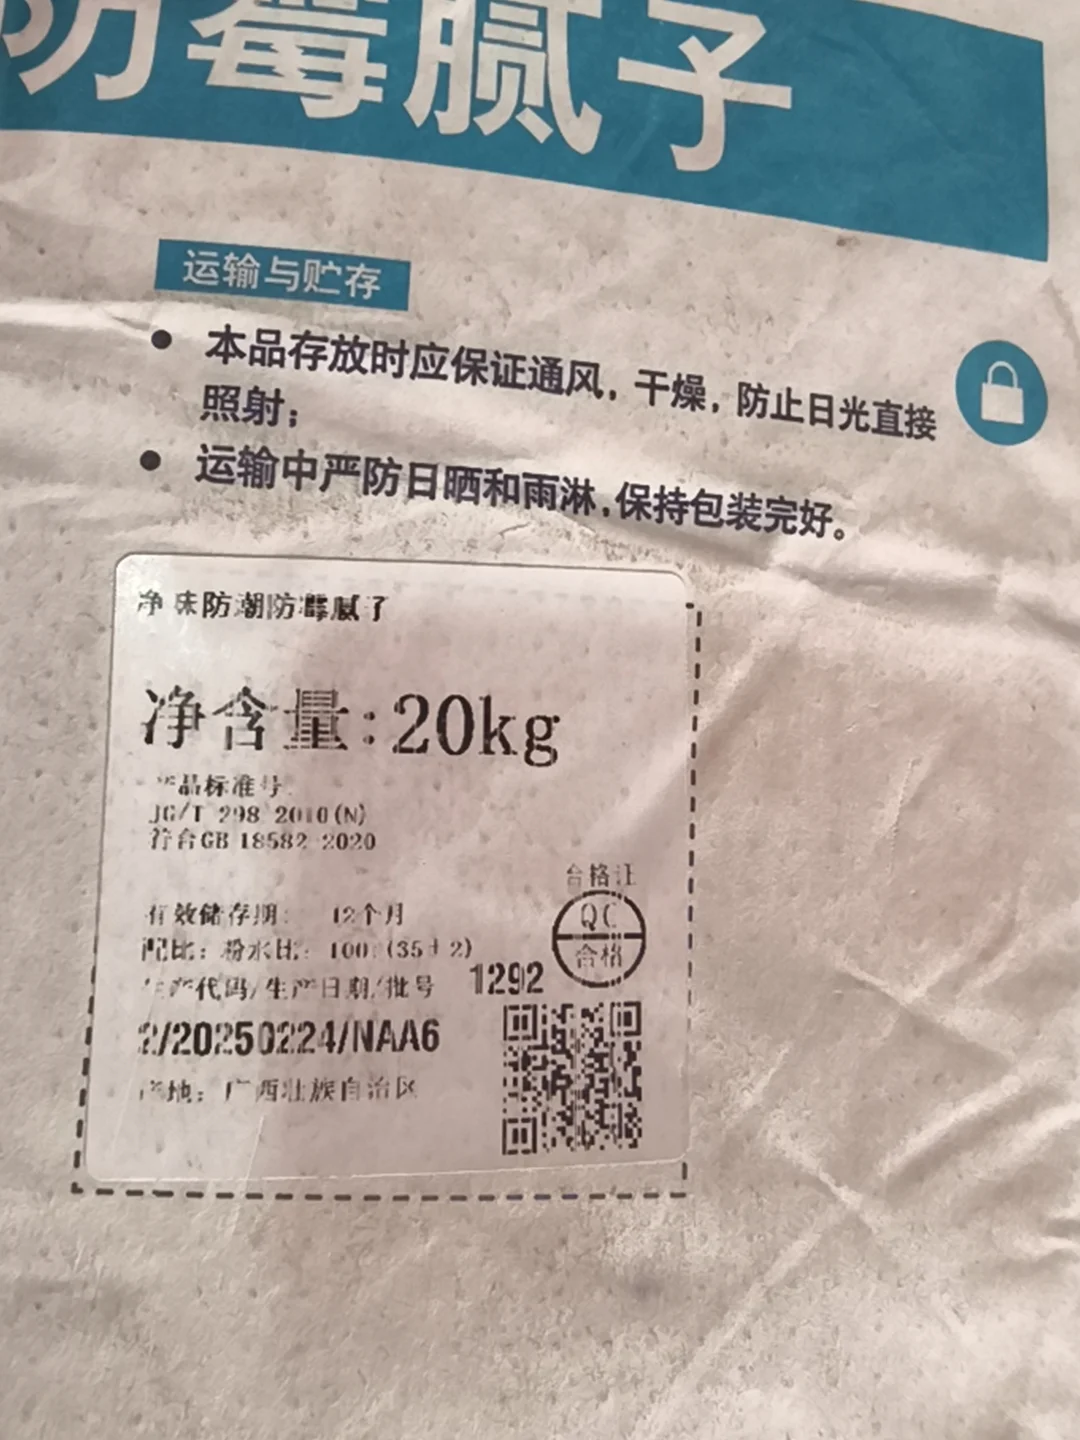 防霉腻子
运输与贮存
本品存放时应保证通风，干燥，防止日光直接
照射；
运输中严防日晒和雨淋，保持包装完好。
净味防潮防霉腻子
净含量：20kg
产品标准号：
JG/T 298-2010(N)
符合GB 18582-2020
合格证
QC
合格
有效储存期： 12个月
配比：粉水比：100：(35±2)
生产代码/生产日期/批号 1292
2/20250224/NAA6
产地：广西壮族自治区